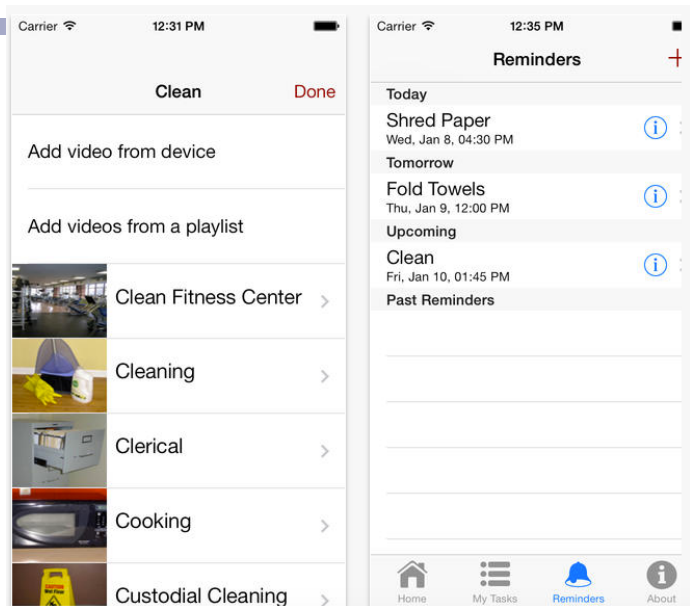 Carrier 12:31 PM
Clean Done
Add video from device
Add videos from a playlist
Clean Fitness Center
Cleaning
Clerical
Cooking
CAUTION
Wet Floor
Custodial Cleaning
Carrier 12:35 PM
Reminders +
Today
Shred Paper
Wed, Jan 8, 04:30 PM
Tomorrow
Fold Towels
Thu, Jan 9, 12:00 PM
Upcoming
Clean
Fri, Jan 10, 01:45 PM
Past Reminders
Home My Tasks Reminders About